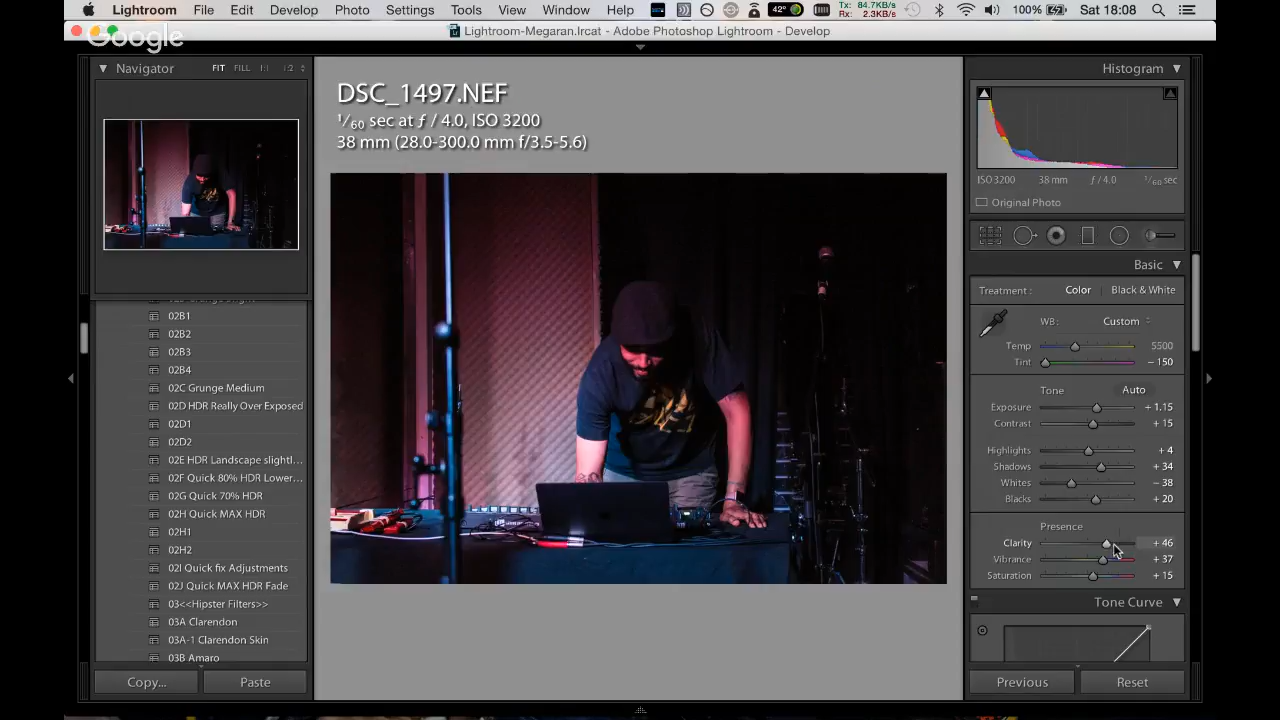 Lightroom File Edit Develop Photo Settings Tools View Window Help 42° Tx: 84.7KB/s Rx: 2.3KB/s 100% Sat 18:08
Google
Lightroom-Megaran.lrcat - Adobe Photoshop Lightroom - Develop
Navigator FIT FILL 1:1 1:2
02B1
02B2
02B3
02B4
02C Grunge Medium
02D HDR Really Over Exposed
02D1
02D2
02E HDR Landscape slightl...
02F Quick 80% HDR Lower...
02G Quick 70% HDR
02H Quick MAX HDR
02H1
02H2
02I Quick fix Adjustments
02J Quick MAX HDR Fade
03<<Hipster Filters>>
03A Clarendon
03A-1 Clarendon Skin
03B Amaro
Copy... Paste
DSC_1497.NEF
1/60 sec at ƒ / 4.0, ISO 3200
38 mm (28.0-300.0 mm f/3.5-5.6)
Histogram
ISO 3200 38 mm ƒ / 4.0 1/60 sec
Original Photo
Basic
Treatment : Color Black & White
WB: Custom
Temp 5500
Tint - 150
Tone Auto
Exposure + 1.15
Contrast + 15
Highlights + 4
Shadows + 34
Whites - 38
Blacks + 20
Presence
Clarity + 46
Vibrance + 37
Saturation + 15
Tone Curve
Previous Reset